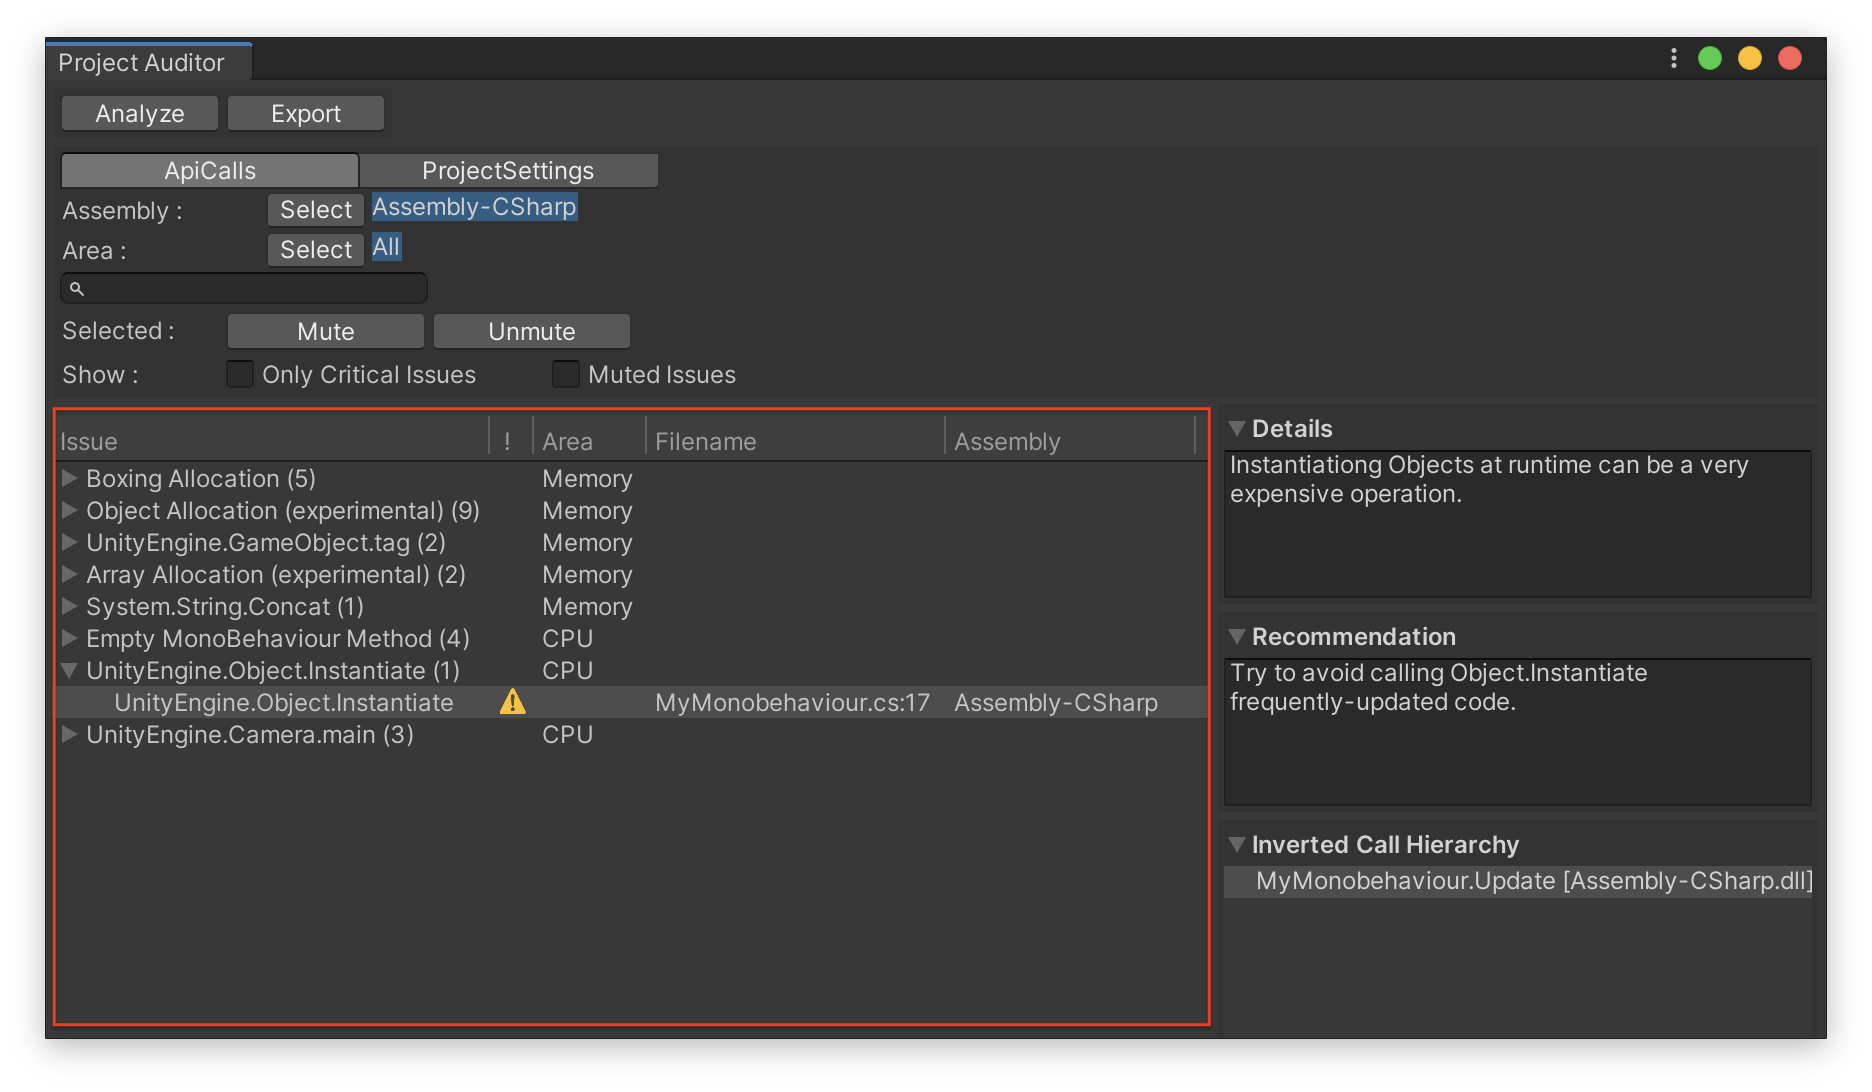 Project Auditor
Analyze Export
ApiCalls ProjectSettings
Assembly : Select Assembly-CSharp
Area : Select All
Selected : Mute Unmute
Show : Only Critical Issues Muted Issues
Issue ! Area Filename Assembly
Boxing Allocation (5) Memory
Object Allocation (experimental) (9) Memory
UnityEngine.GameObject.tag (2) Memory
Array Allocation (experimental) (2) Memory
System.String.Concat (1) Memory
Empty MonoBehaviour Method (4) CPU
UnityEngine.Object.Instantiate (1) CPU
UnityEngine.Object.Instantiate MyMonobehaviour.cs:17 Assembly-CSharp
UnityEngine.Camera.main (3) CPU
Details
Instantiationg Objects at runtime can be a very
expensive operation.
Recommendation
Try to avoid calling Object.Instantiate
frequently-updated code.
Inverted Call Hierarchy
MyMonobehaviour.Update [Assembly-CSharp.dll]